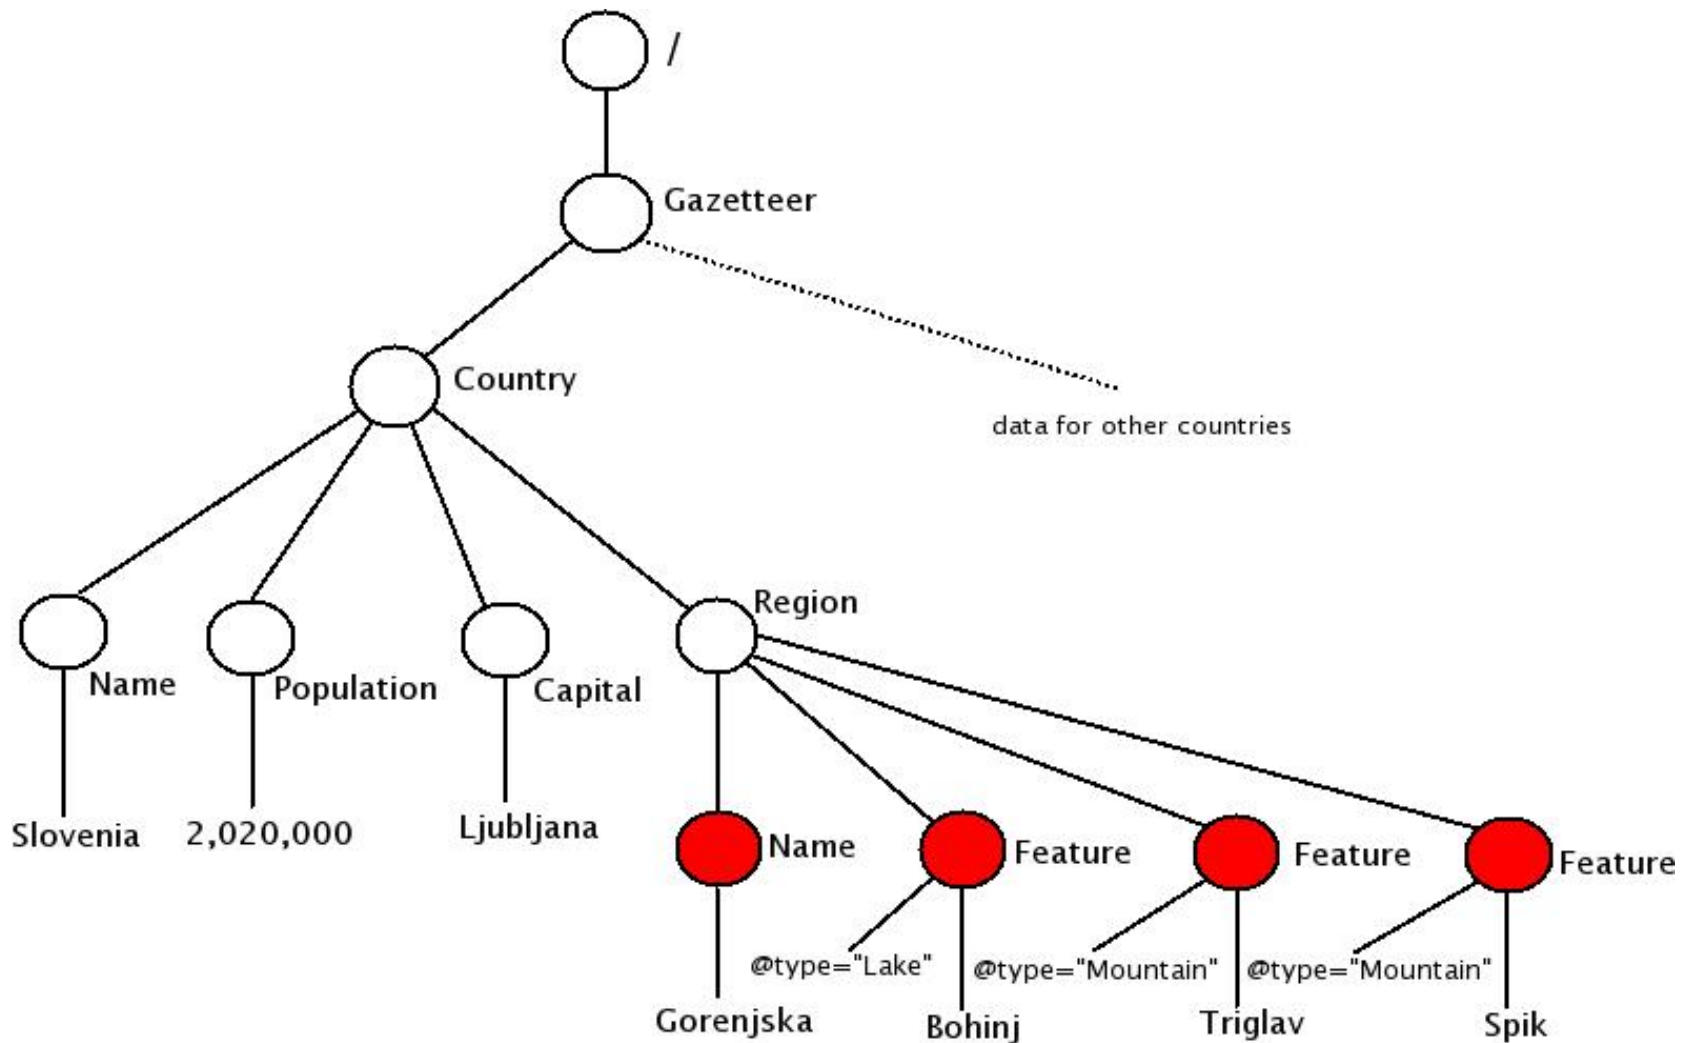 /
Gazetteer
Country
data for other countries
Region
Name
Population
Capital
Slovenia
2,020,000
Ljubljana
Name
Feature
Feature
Feature
@type="Lake"
@type="Mountain"
@type="Mountain"
Gorenjska
Bohinj
Triglav
Spik